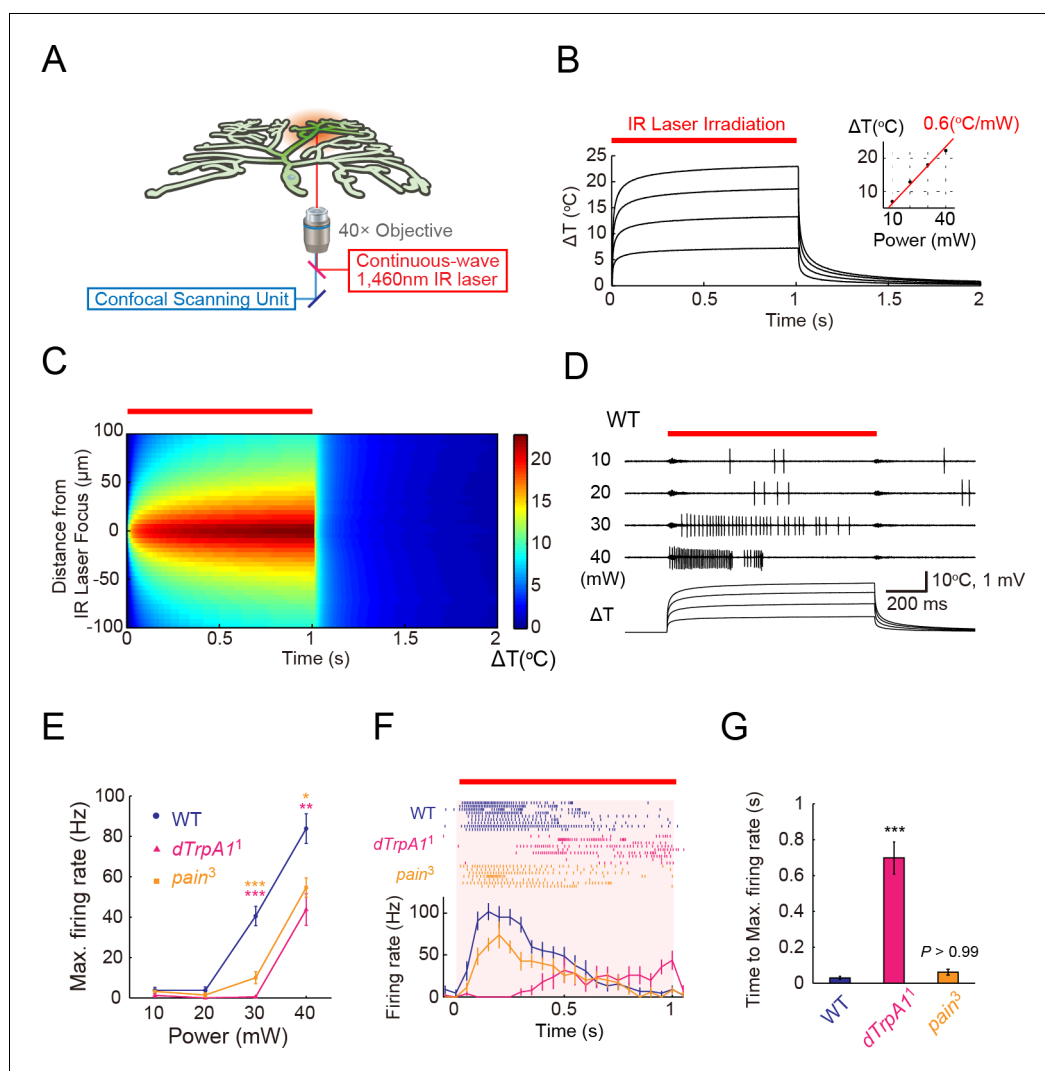 A
40× Objective
Continuous-wave
1,460nm IR laser
Confocal Scanning Unit
B
IR Laser Irradiation
ΔT (°C)
25
20
15
10
5
0
0
0.5
1
1.5
2
Time (s)
ΔT(°C)
0.6(°C/mW)
20
10
10
40
Power (mW)
C
Distance from
IR Laser Focus (µm)
100
50
0
-50
-100
0
0.5
1
1.5
2
Time (s)
20
15
10
5
0
ΔT(°C)
D
WT
10
20
30
40
(mW)
ΔT
10°C, 1 mV
200 ms
E
Max. firing rate (Hz)
100
80
60
40
20
0
WT
dTrpA1¹
pain³
***
***
*
**
10
20
30
40
Power (mW)
F
WT
dTrpA1¹
pain³
Firing rate (Hz)
100
50
0
0
0.5
1
Time (s)
G
Time to Max. firing rate (s)
1
0.8
0.6
0.4
0.2
0
***
P > 0.99
WT
dTrpA1¹
pain³